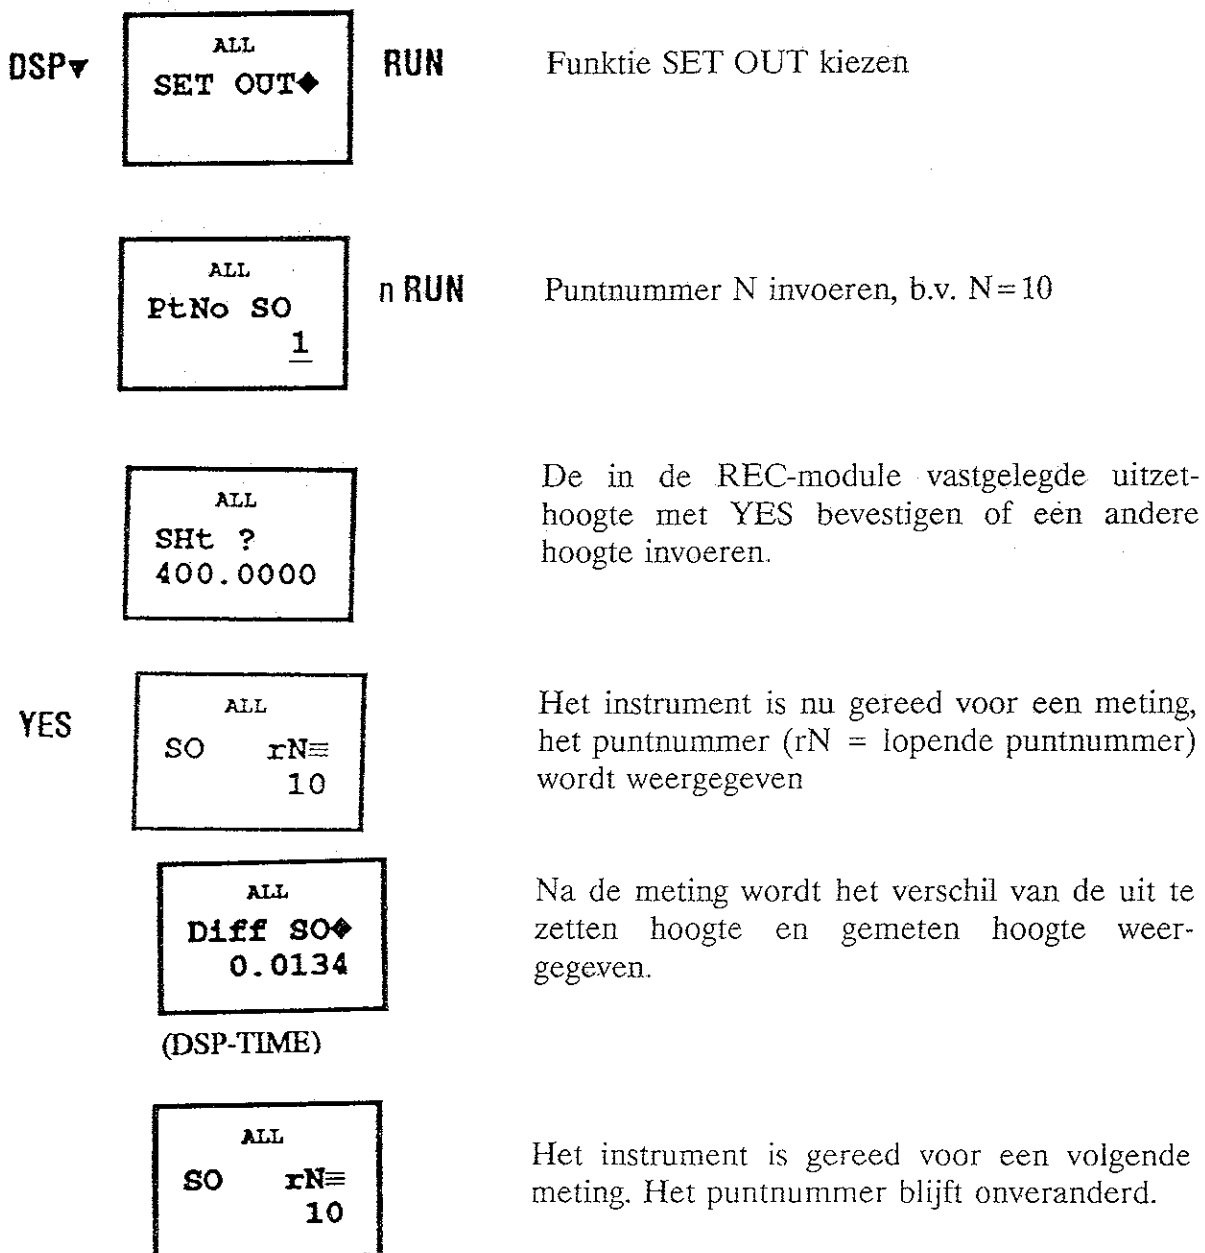 DSP▼
ALL
SET OUT◆
RUN
Funktie SET OUT kiezen
ALL
PtNo SO
1
n RUN
Puntnummer N invoeren, b.v. N=10
ALL
SHt ?
400.0000
De in de REC-module vastgelegde uitzet-
hoogte met YES bevestigen of een andere
hoogte invoeren.
YES
ALL
SO rN≡
10
Het instrument is nu gereed voor een meting,
het puntnummer (rN = lopende puntnummer)
wordt weergegeven
ALL
Diff SO◆
0.0134
(DSP-TIME)
Na de meting wordt het verschil van de uit te
zetten hoogte en gemeten hoogte weer-
gegeven.
ALL
SO rN≡
10
Het instrument is gereed voor een volgende
meting. Het puntnummer blijft onveranderd.